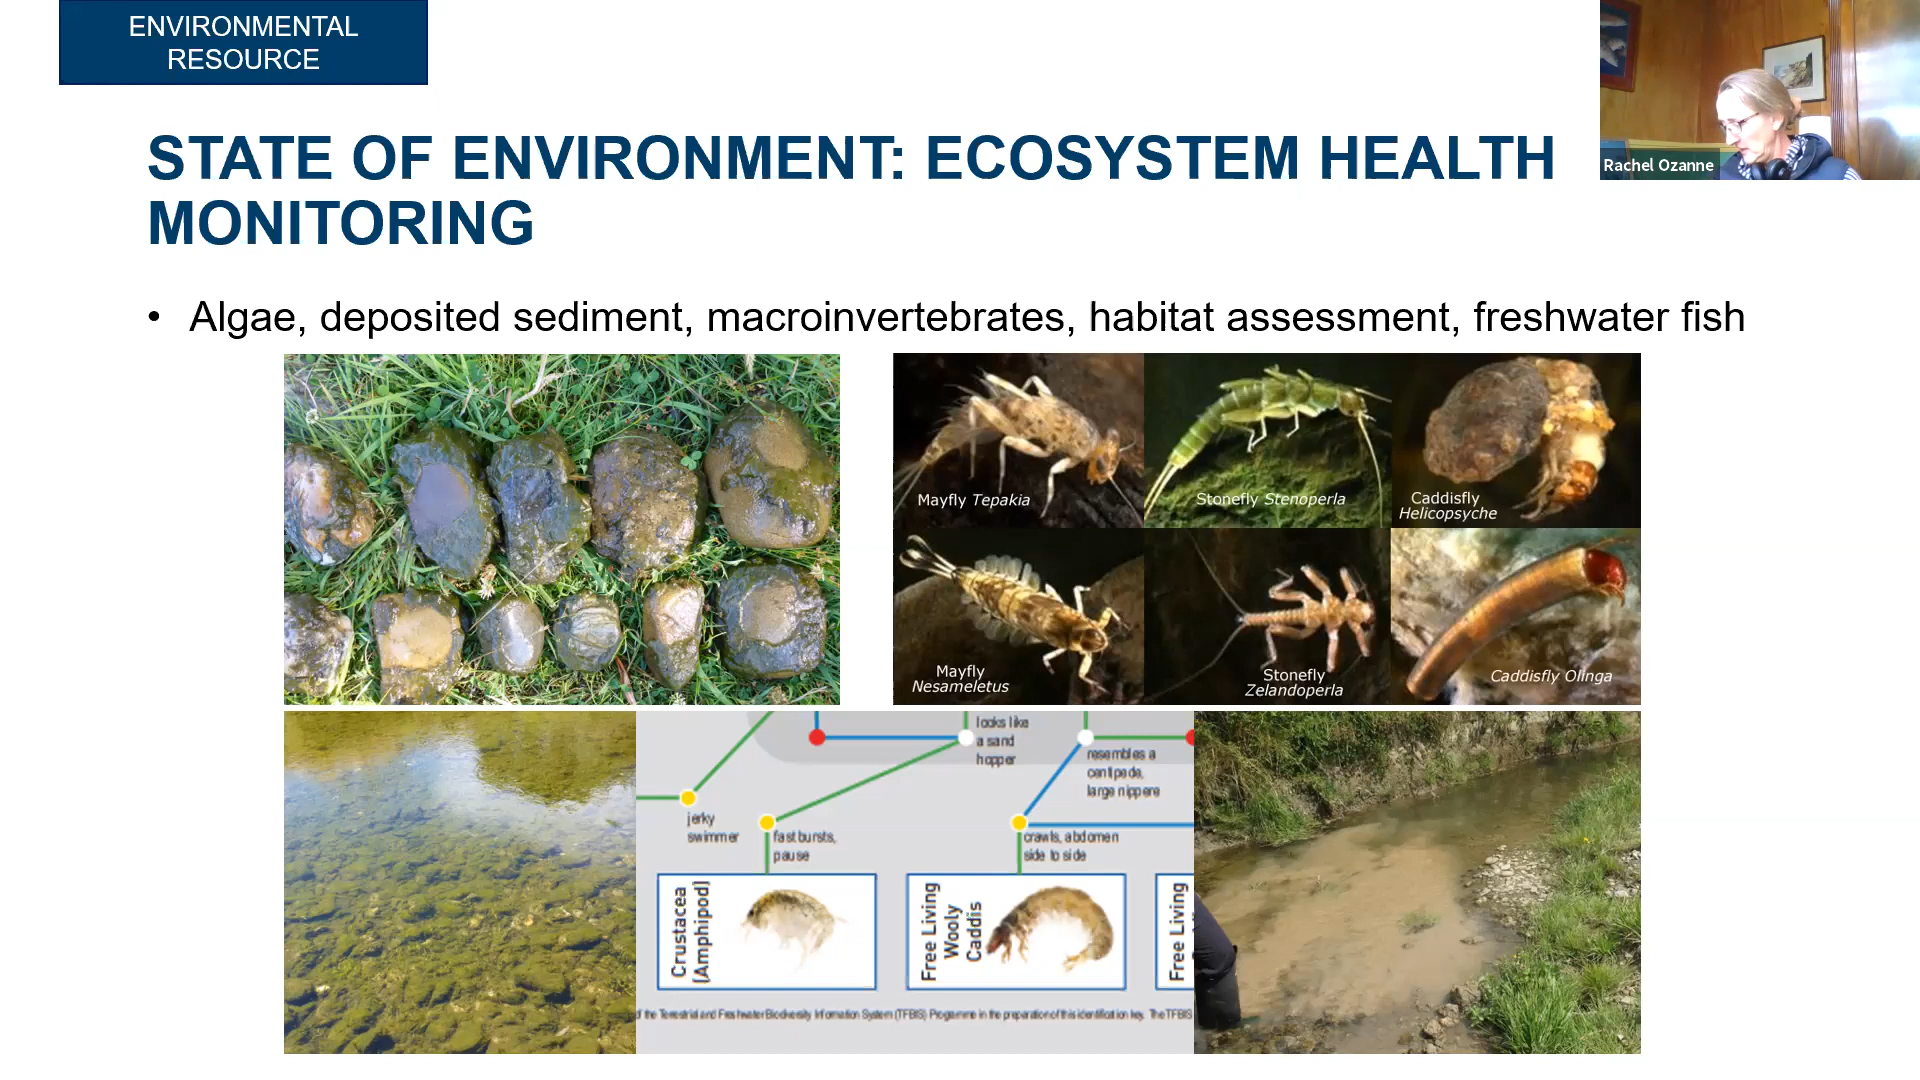 ENVIRONMENTAL
RESOURCE
STATE OF ENVIRONMENT: ECOSYSTEM HEALTH
MONITORING
Rachel Ozanne
• Algae, deposited sediment, macroinvertebrates, habitat assessment, freshwater fish
Mayfly Tepakia
Stonefly Stenoperla
Caddisfly
Helicopsyche
Mayfly
Nesameletus
Stonefly
Zelandoperla
Caddisfly Olinga
looks like
a sand
hopper
resembles a
centipede,
large nippers
jerky
swimmer
fast bursts,
pause
crawls, abdomen
side to side
Crustacea
(Amphipod)
Free Living
Wooly
Caddis
Free Living
of the Terrestrial and Freshwater Biodiversity Information System (TFBIS) Programme in the preparation of this identification key. The TFBIS